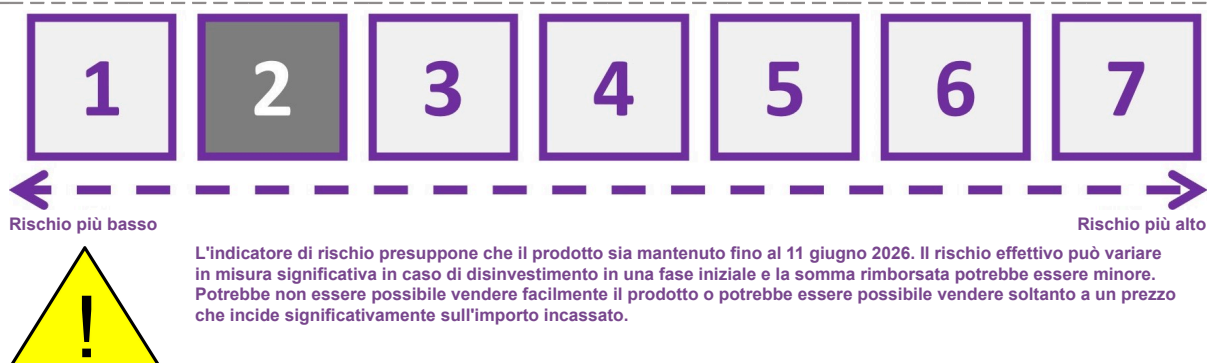 1 2 3 4 5 6 7
Rischio più basso Rischio più alto
L'indicatore di rischio presuppone che il prodotto sia mantenuto fino al 11 giugno 2026. Il rischio effettivo può variare
in misura significativa in caso di disinvestimento in una fase iniziale e la somma rimborsata potrebbe essere minore.
Potrebbe non essere possibile vendere facilmente il prodotto o potrebbe essere possibile vendere soltanto a un prezzo
che incide significativamente sull'importo incassato.
!